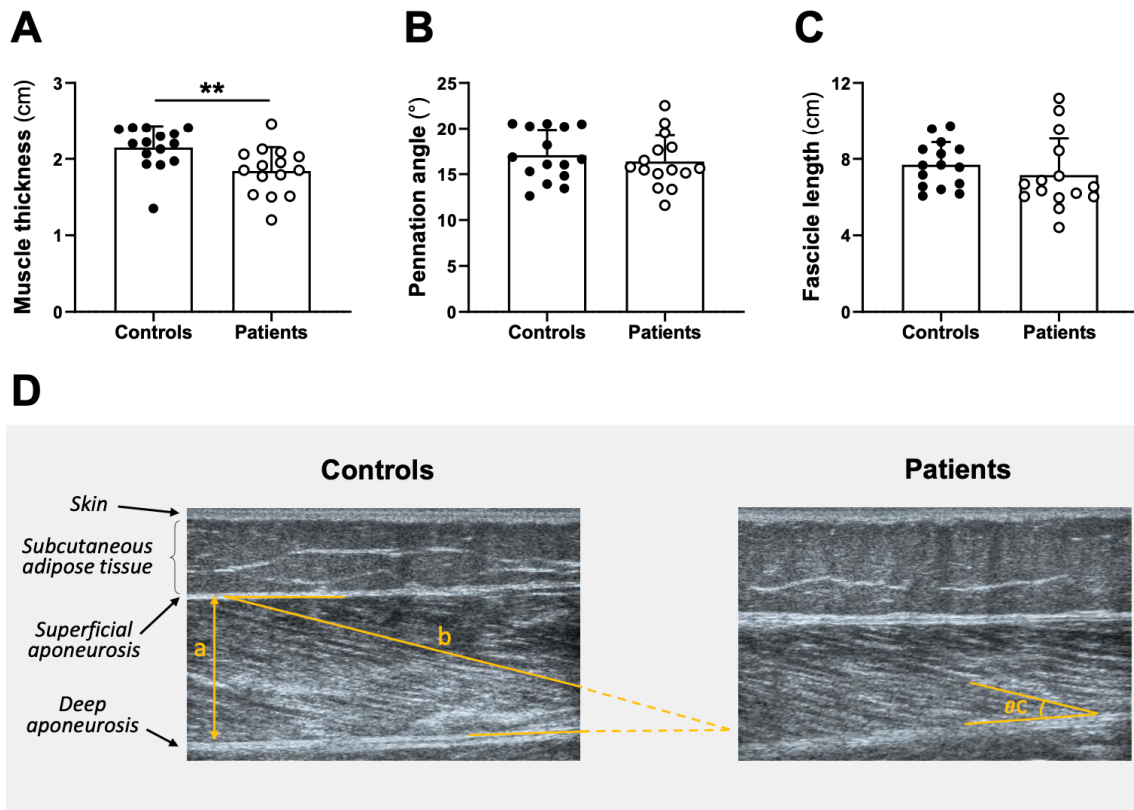 A
Muscle thickness (cm)
3
2
1
0
**
Controls
Patients
B
Pennation angle (°)
25
20
15
10
5
0
Controls
Patients
C
Fascicle length (cm)
12
8
4
0
Controls
Patients
D
Controls
Patients
Skin
Subcutaneous
adipose tissue
Superficial
aponeurosis
Deep
aponeurosis
a
b
θC